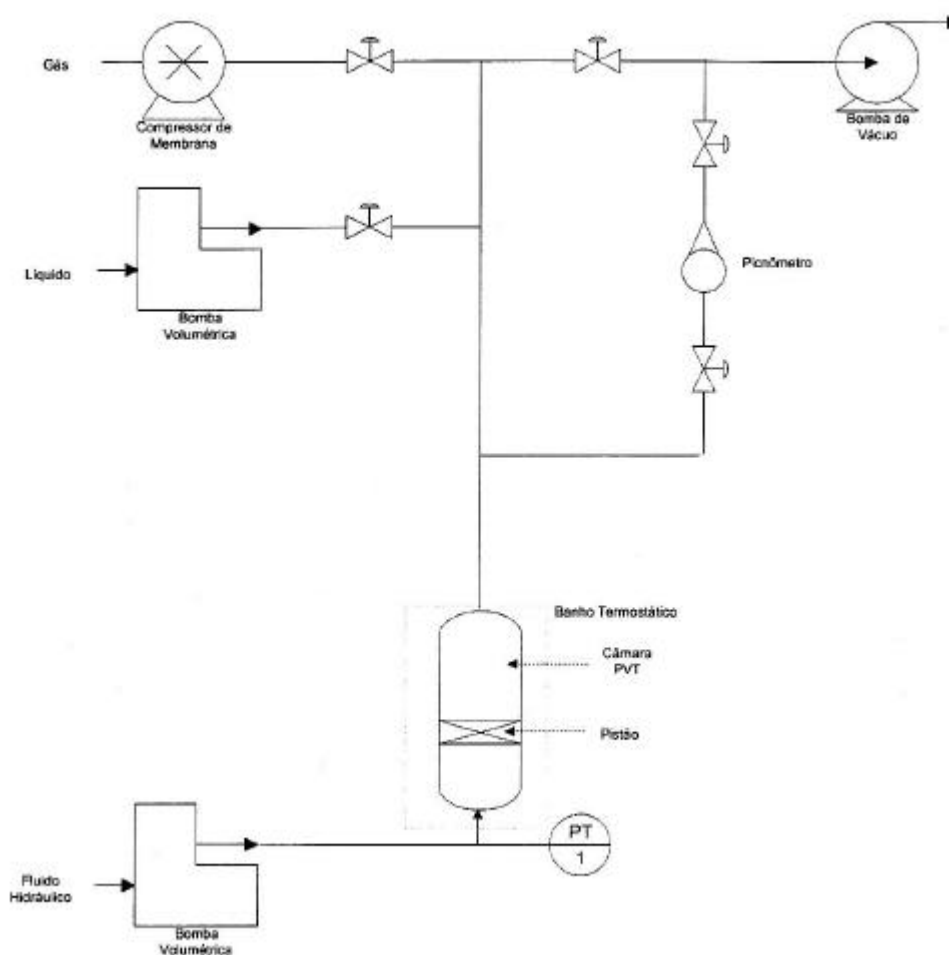 Gás
Compressor de
Membrana
Bomba de
Vácuo
Líquido
Bomba
Volumétrica
Picnômetro
Banho Termostático
Câmara
PVT
Pistão
PT
1
Fluido
Hidráulico
Bomba
Volumétrica